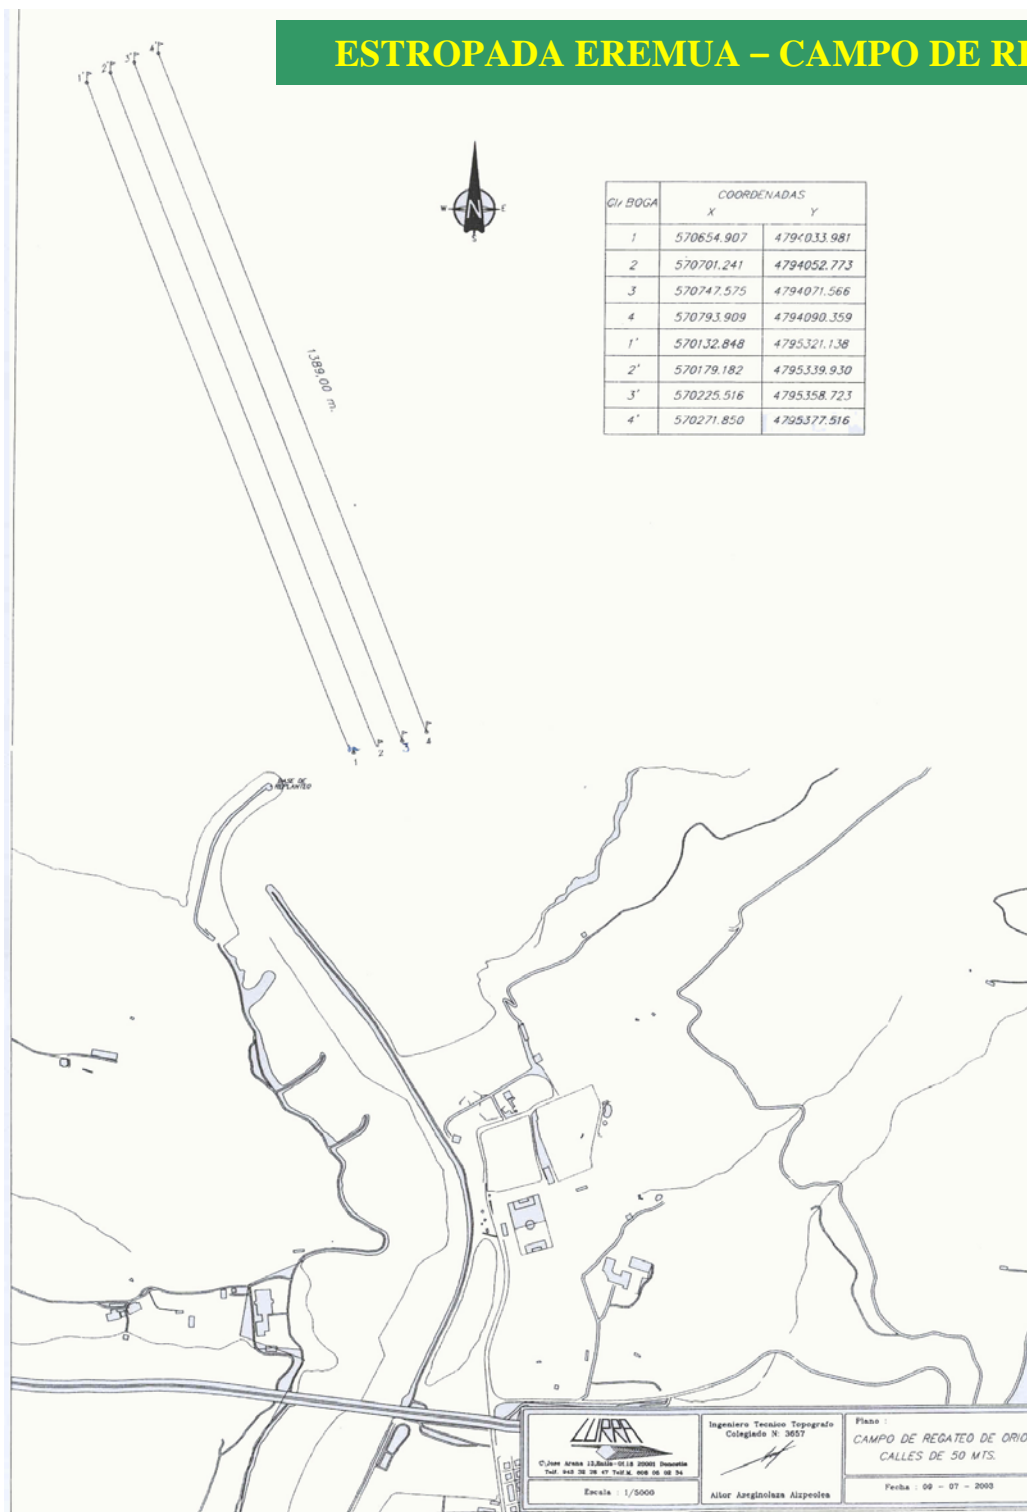 ESTROPADA EREMUA – CAMPO DE RE
1' 2' 3' 4'
W N E
S
COORDENADAS
X Y
1 570654.907 4794033.981
2 570701.241 4794052.773
3 570747.575 4794071.566
4 570793.909 4794090.359
1' 570132.848 4795321.138
2' 570179.182 4795339.930
3' 570225.516 4795358.723
4' 570271.850 4795377.516
1389,00 m.
1 2 3 4
BASE DE
REPLANTEO
LURRA
Escala : 1/5000
Ingeniero Tecnico Topografo
Colegiado N: 3657
Aitor Azeginolaza Aizpeolea
Plano :
CAMPO DE REGATEO DE ORIO
CALLES DE 50 MTS.
Fecha : 09 - 07 - 2003